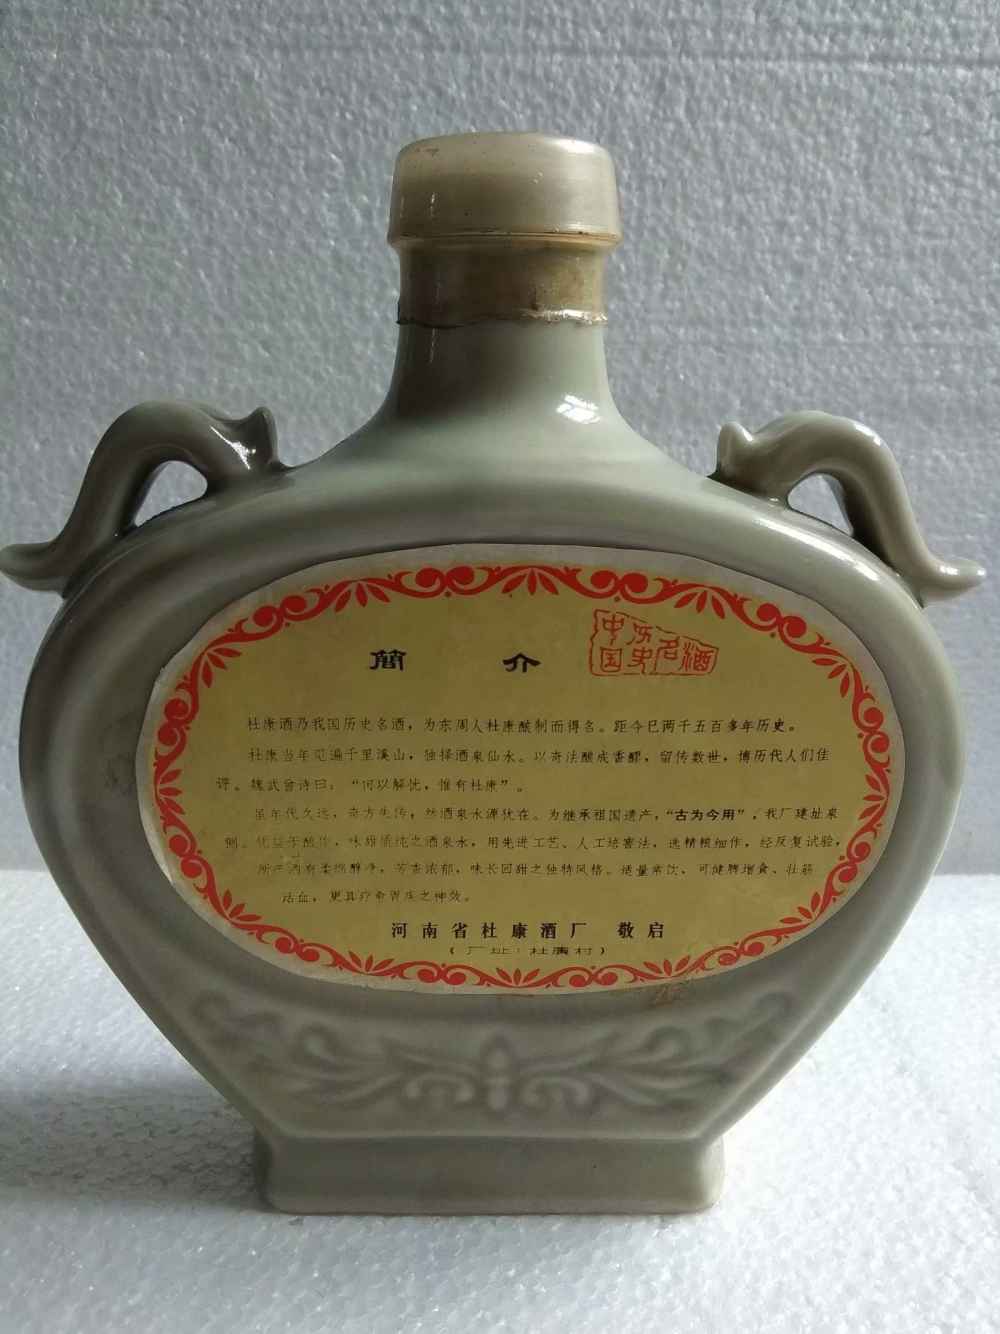 簡 介
中国历史名酒
杜康酒乃我国历史名酒，为东周人杜康酿制而得名。距今已两千五百多年历史。
杜康当年觅遍千里溪山，独择酒泉仙水。以奇法酿成香醪，留传数世，博历代人们佳
评。魏武曾诗曰：“何以解忧，惟有杜康”。
虽年代久远，奇方失传，然酒泉水源犹在。为继承祖国遗产，“古为今用”，我厂建址泉
侧。优益于酿作，味甜质纯之酒泉水，用先进工艺、人工培窖法，选精粮细作，经反复试验，
所产酒有柔绵醇净，芳香浓郁，味长回甜之独特风格。适量常饮、可健脾增食、壮筋
活血，更具疗 胃 之神效。
河南省杜康酒厂 敬启
（厂址：杜康村）